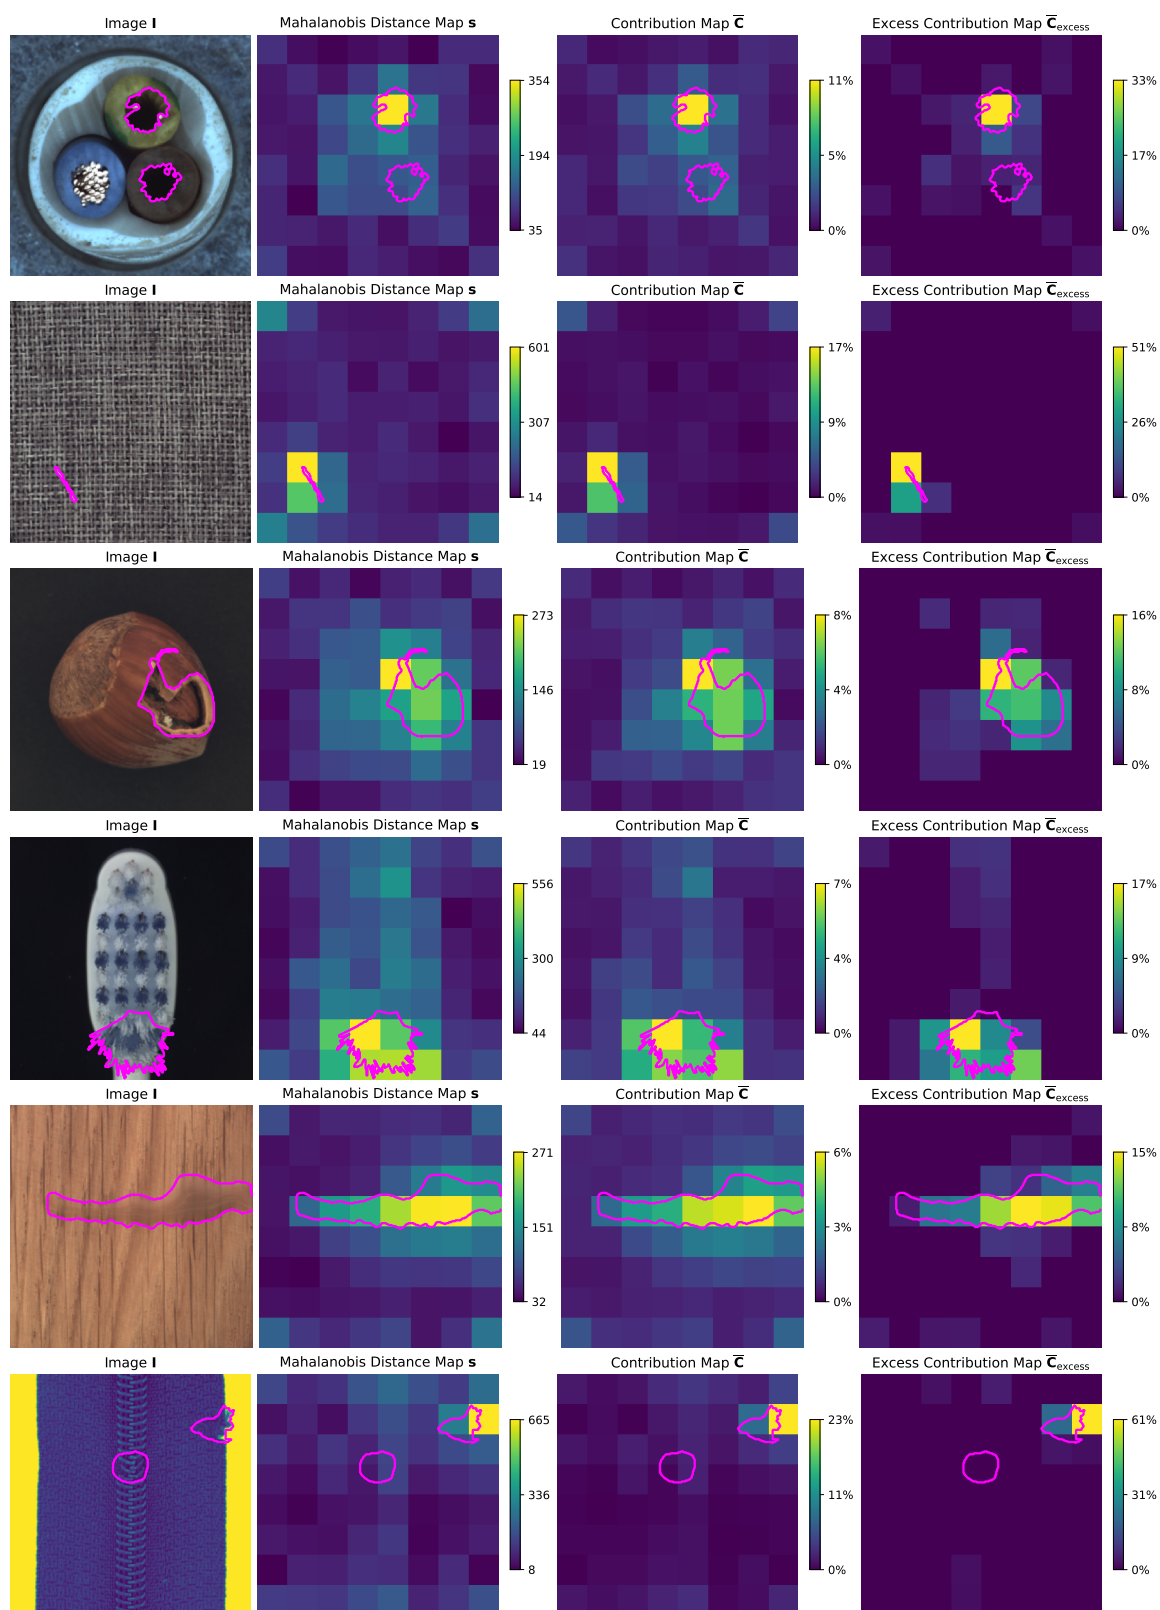 Image I
Mahalanobis Distance Map s
Contribution Map C̅
Excess Contribution Map C̅excess
354
194
35
11%
5%
0%
33%
17%
0%
Image I
Mahalanobis Distance Map s
Contribution Map C̅
Excess Contribution Map C̅excess
601
307
14
17%
9%
0%
51%
26%
0%
Image I
Mahalanobis Distance Map s
Contribution Map C̅
Excess Contribution Map C̅excess
273
146
19
8%
4%
0%
16%
8%
0%
Image I
Mahalanobis Distance Map s
Contribution Map C̅
Excess Contribution Map C̅excess
556
300
44
7%
4%
0%
17%
9%
0%
Image I
Mahalanobis Distance Map s
Contribution Map C̅
Excess Contribution Map C̅excess
271
151
32
6%
3%
0%
15%
8%
0%
Image I
Mahalanobis Distance Map s
Contribution Map C̅
Excess Contribution Map C̅excess
665
336
8
23%
11%
0%
61%
31%
0%